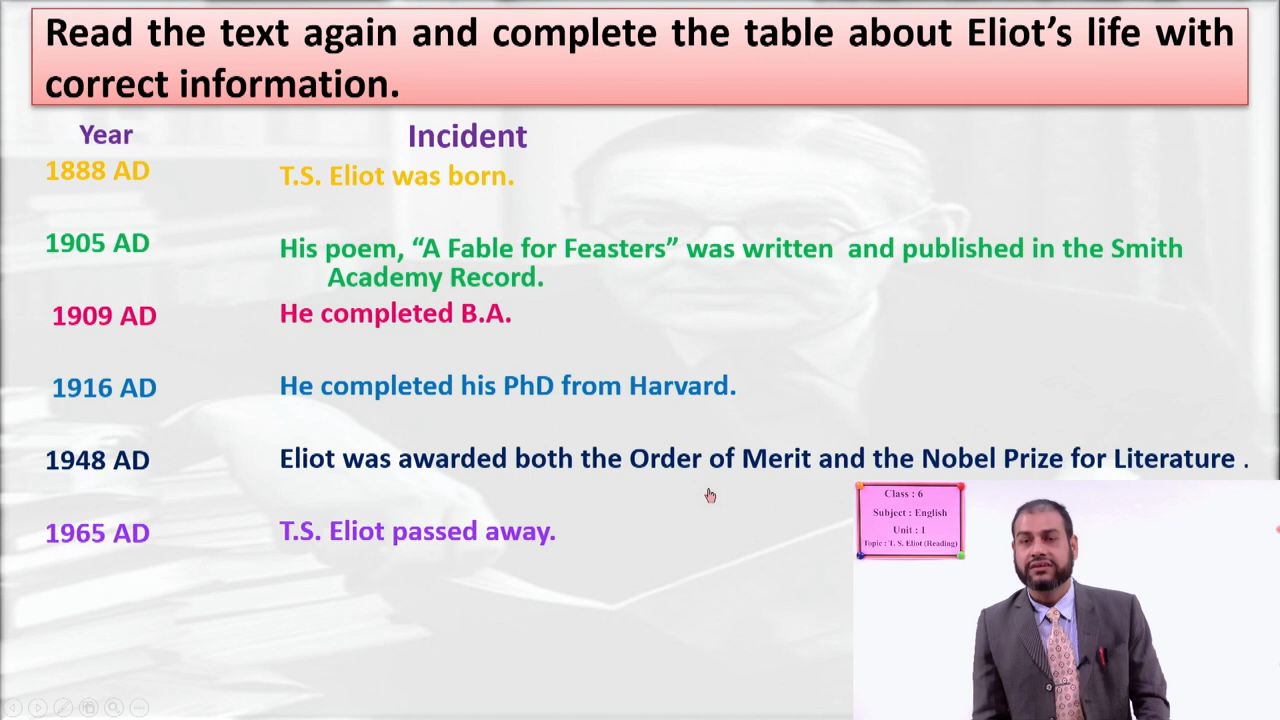 Read the text again and complete the table about Eliot’s life with
correct information.
Year Incident
1888 AD T.S. Eliot was born.
1905 AD His poem, “A Fable for Feasters” was written and published in the Smith
Academy Record.
1909 AD He completed B.A.
1916 AD He completed his PhD from Harvard.
1948 AD Eliot was awarded both the Order of Merit and the Nobel Prize for Literature .
1965 AD T.S. Eliot passed away.
Class : 6
Subject : English
Unit : 1
Topic : T. S. Eliot (Reading)